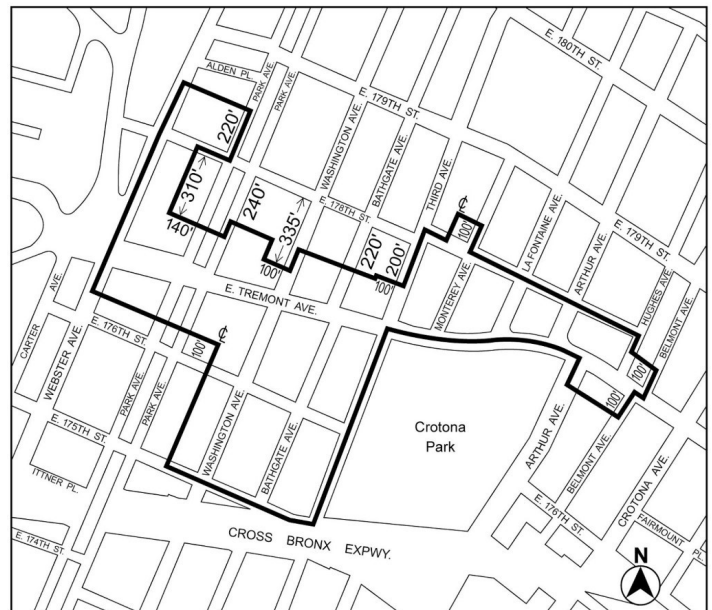 E. 180TH ST.
ALDEN PL.
PARK AVE.
PARK AVE.
E. 179TH ST.
220'
WASHINGTON AVE.
BATHGATE AVE.
THIRD AVE.
310'
240'
E. 178TH ST.
℄
100'
LA FONTAINE AVE.
ARTHUR AVE.
E. 179TH ST.
140'
335'
220'
200'
100'
100'
HUGHES AVE.
BELMONT AVE.
E. TREMONT AVE.
MONTEREY AVE.
CARTER AVE.
WEBSTER AVE.
E. 176TH ST.
℄
100'
100'
100'
PARK AVE.
PARK AVE.
WASHINGTON AVE.
BATHGATE AVE.
Crotona
Park
ARTHUR AVE.
BELMONT AVE.
CROTONA AVE.
E. 175TH ST.
ITTNER PL.
E. 176TH ST.
FAIRMOUNT PL.
E. 174TH ST.
CROSS BRONX EXPWY.
N